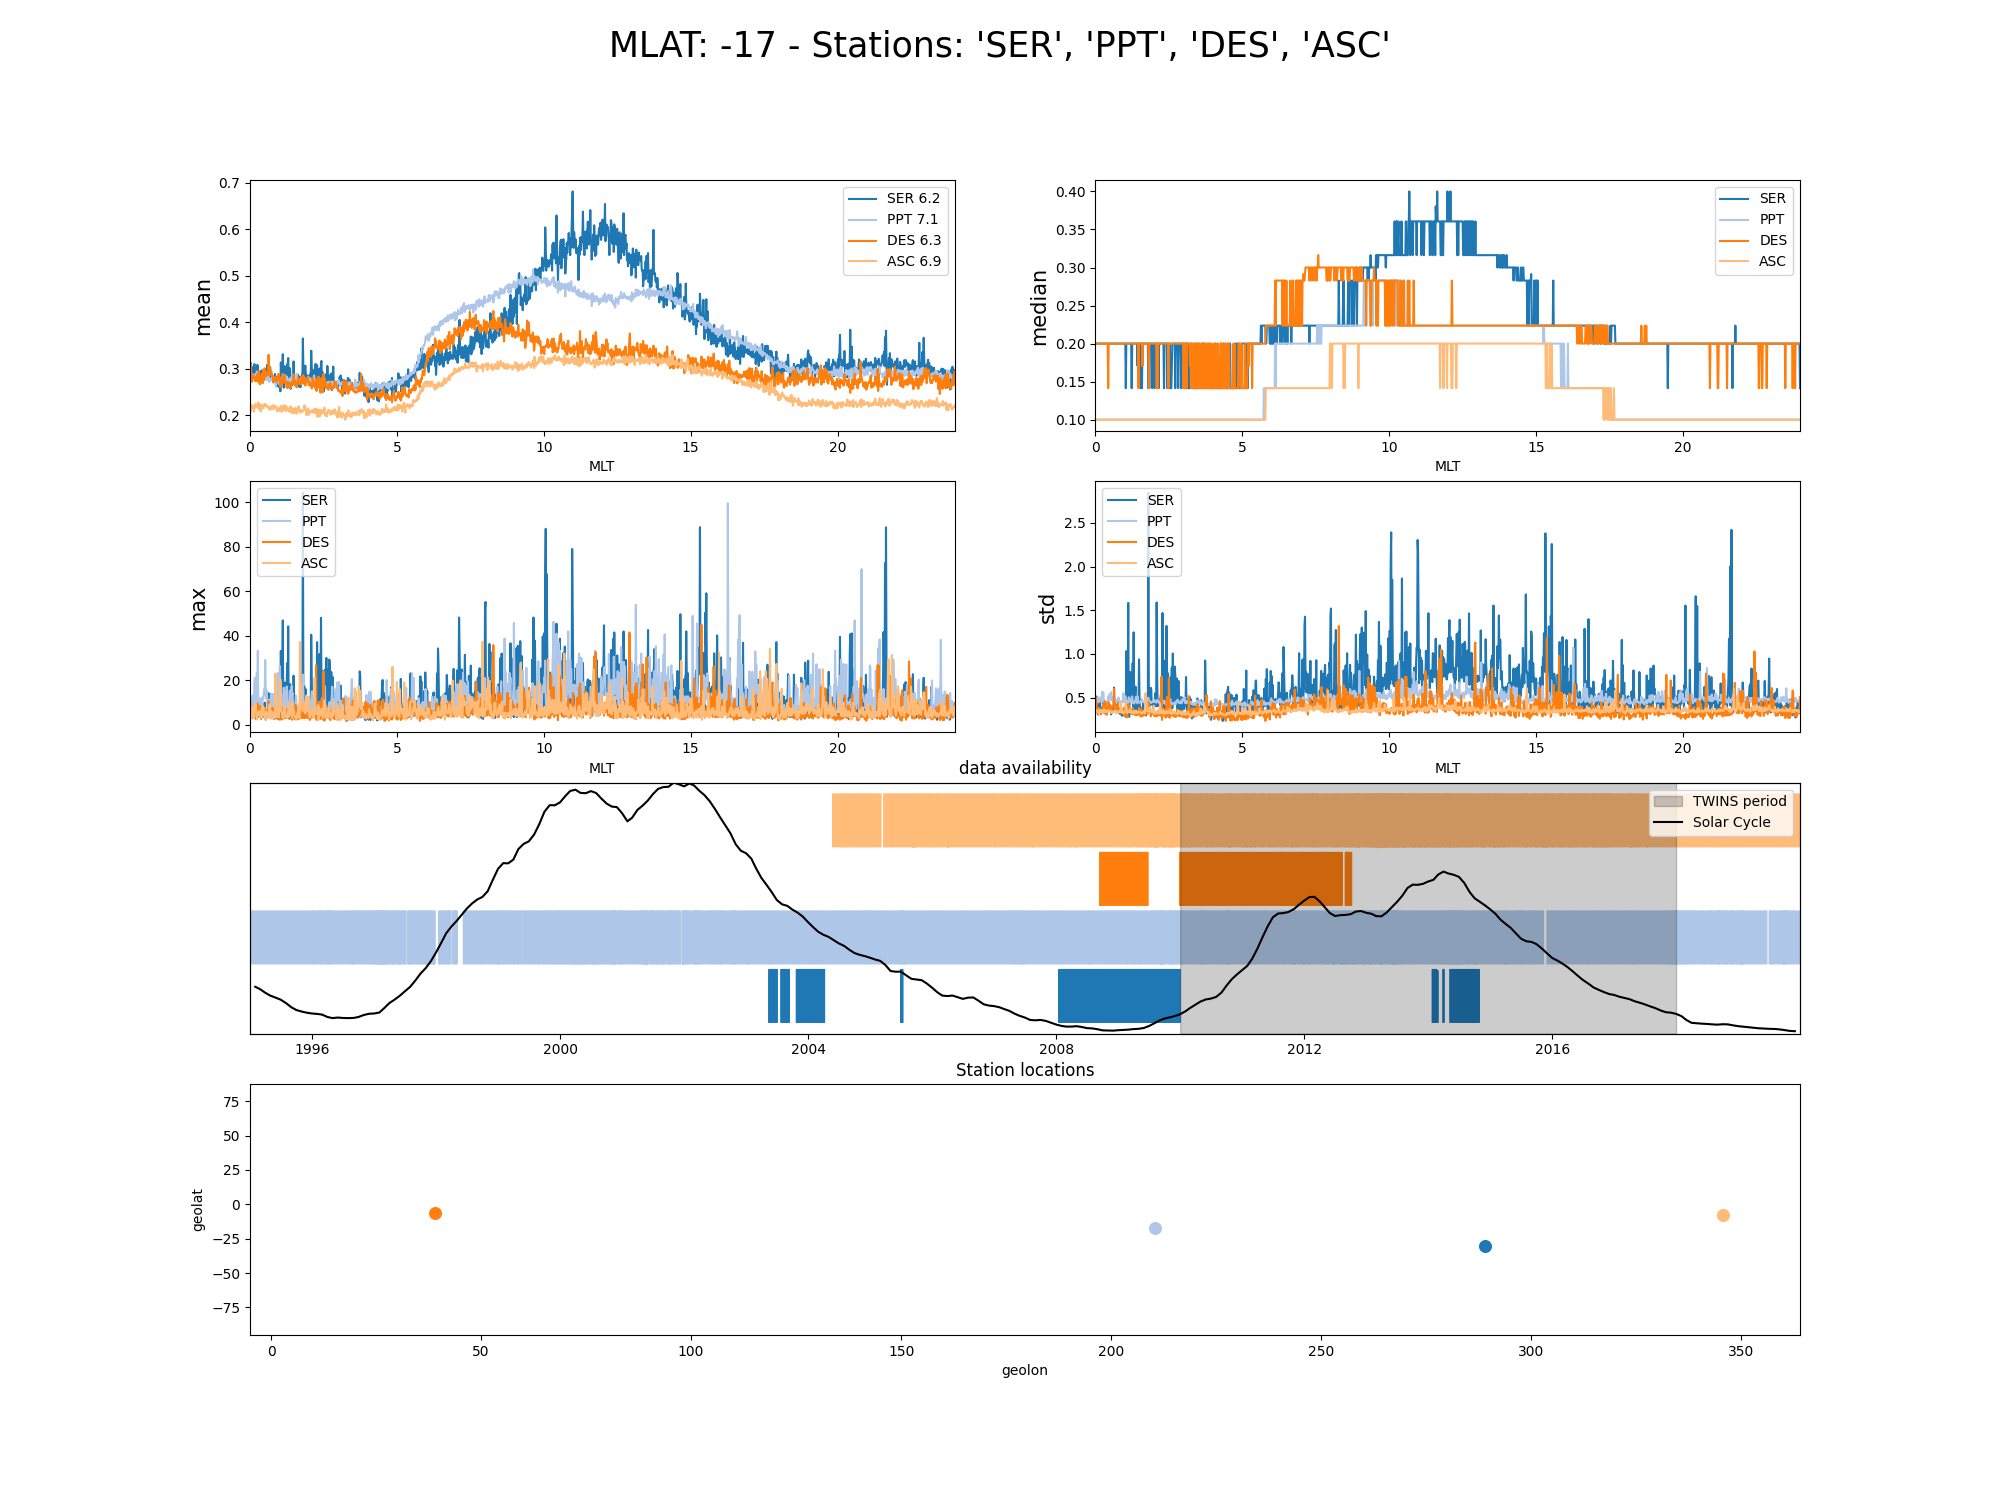 MLAT: -17 - Stations: 'SER', 'PPT', 'DES', 'ASC'
mean
0.7
0.6
0.5
0.4
0.3
0.2
SER 6.2
PPT 7.1
DES 6.3
ASC 6.9
0 5 10 15 20
MLT
median
0.40
0.35
0.30
0.25
0.20
0.15
0.10
SER
PPT
DES
ASC
0 5 10 15 20
MLT
max
100
80
60
40
20
0
SER
PPT
DES
ASC
0 5 10 15 20
MLT
std
2.5
2.0
1.5
1.0
0.5
SER
PPT
DES
ASC
0 5 10 15 20
MLT
data availability
TWINS period
Solar Cycle
1996 2000 2004 2008 2012 2016
Station locations
geolat
75
50
25
0
−25
−50
−75
0 50 100 150 200 250 300 350
geolon